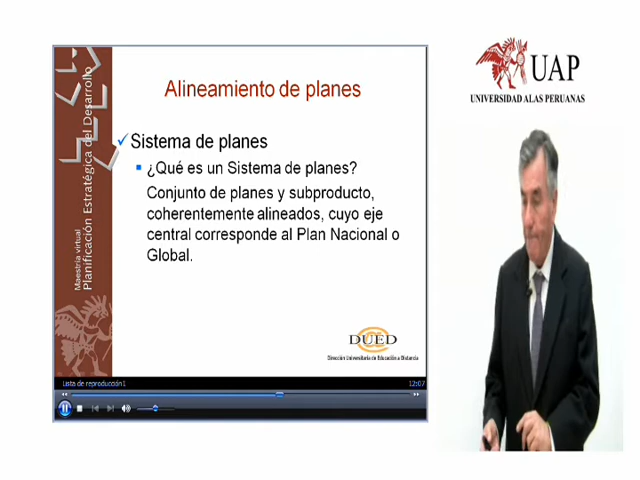 Alineamiento de planes
Sistema de planes
¿Qué es un Sistema de planes?
Conjunto de planes y subproducto,
coherentemente alineados, cuyo eje
central corresponde al Plan Nacional o
Global.
Maestría virtual
Planificación Estratégica del Desarrollo
DUED
Dirección Universitaria de Educación a Distancia
Lista de reproducción1
12:07
UAP
UNIVERSIDAD ALAS PERUANAS